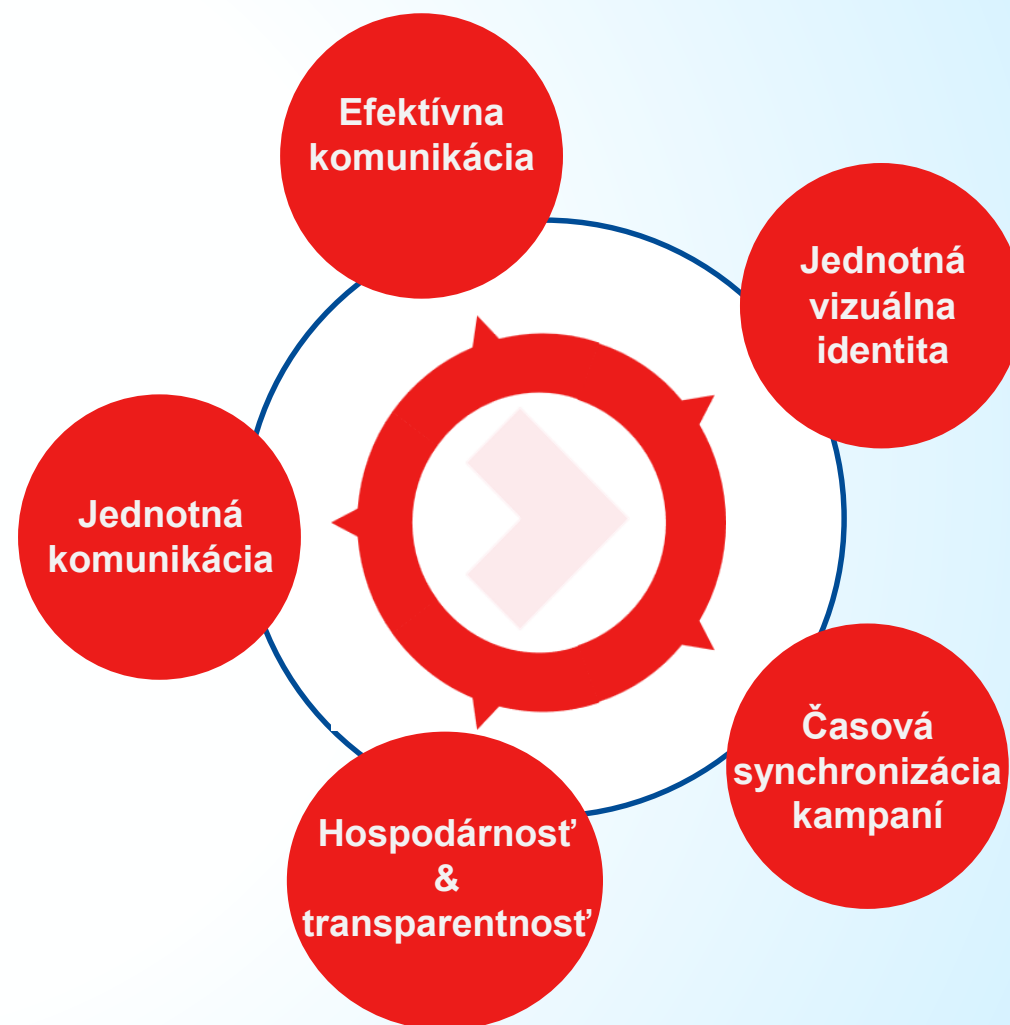 Efektívna
komunikácia
Jednotná
vizuálna
identita
Jednotná
komunikácia
Časová
synchronizácia
kampaní
Hospodárnosť
&
transparentnosť